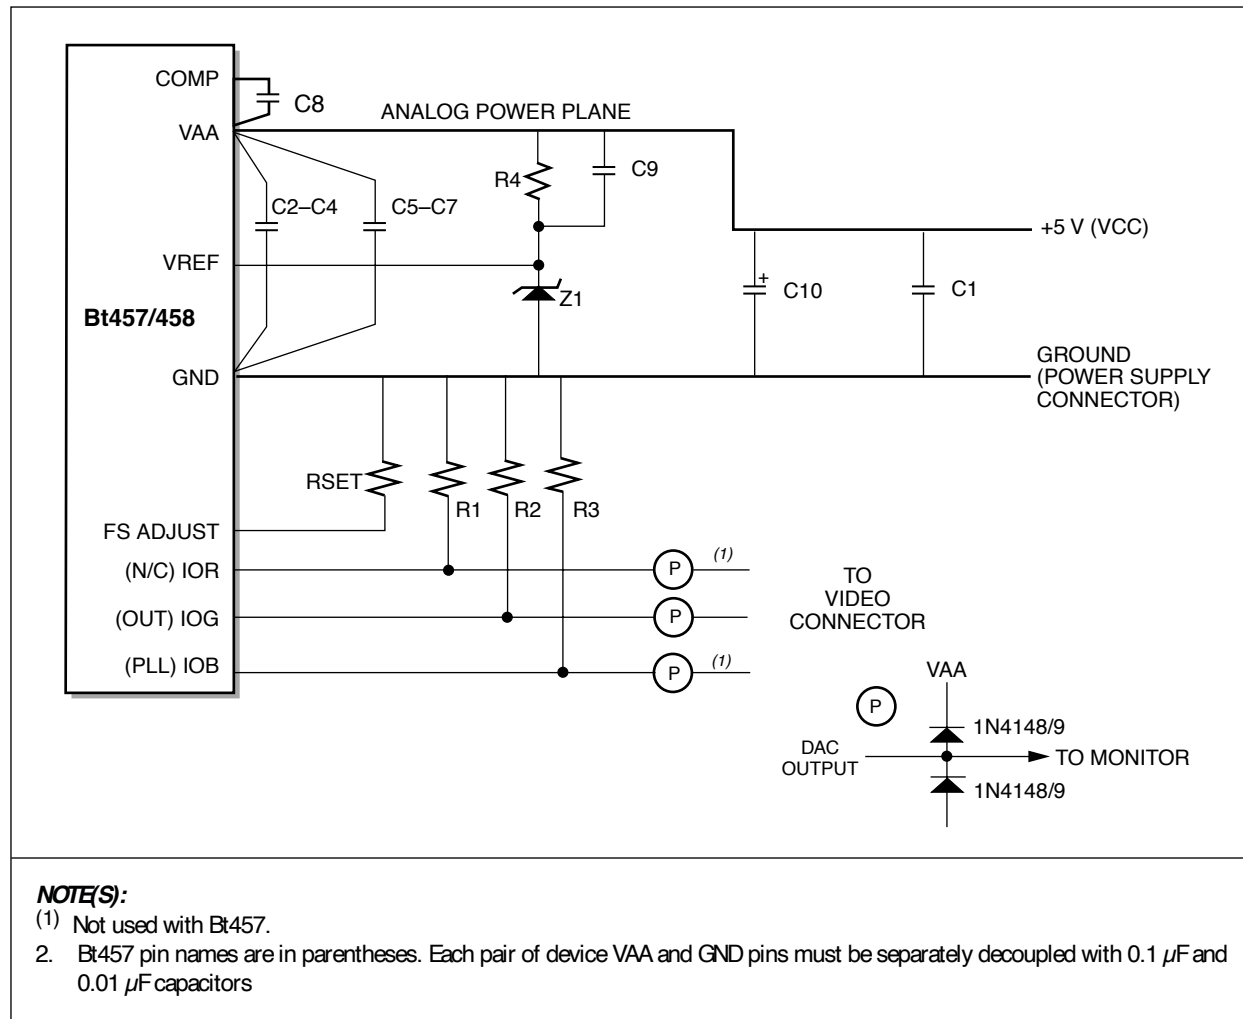 COMP
C8
ANALOG POWER PLANE
VAA
R4
C9
C2–C4
C5–C7
+5 V (VCC)
VREF
Z1
+
C10
C1
Bt457/458
GND
GROUND
(POWER SUPPLY
CONNECTOR)
RSET
R1
R2
R3
FS ADJUST
(N/C) IOR
P
(1)
(OUT) IOG
P
(PLL) IOB
P
(1)
TO
VIDEO
CONNECTOR
VAA
P
1N4148/9
DAC
OUTPUT
TO MONITOR
1N4148/9
NOTE(S):
(1) Not used with Bt457.
2. Bt457 pin names are in parentheses. Each pair of device VAA and GND pins must be separately decoupled with 0.1 µF and
0.01 µF capacitors